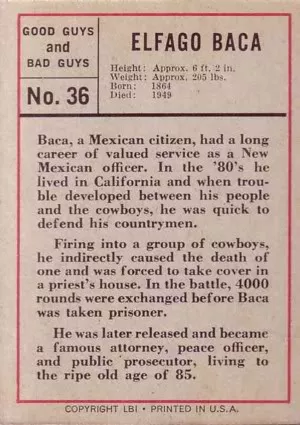 GOOD GUYS
and
BAD GUYS
No. 36
ELFAGO BACA
Height: Approx. 6 ft. 2 in.
Weight: Approx. 205 lbs.
Born: 1864
Died: 1949
Baca, a Mexican citizen, had a long
career of valued service as a New
Mexican officer. In the '80's he
lived in California and when trou-
ble developed between his people
and the cowboys, he was quick to
defend his countrymen.
Firing into a group of cowboys,
he indirectly caused the death of
one and was forced to take cover in
a priest's house. In the battle, 4000
rounds were exchanged before Baca
was taken prisoner.
He was later released and became
a famous attorney, peace officer,
and public prosecutor, living to
the ripe old age of 85.
COPYRIGHT LBI • PRINTED IN U.S.A.